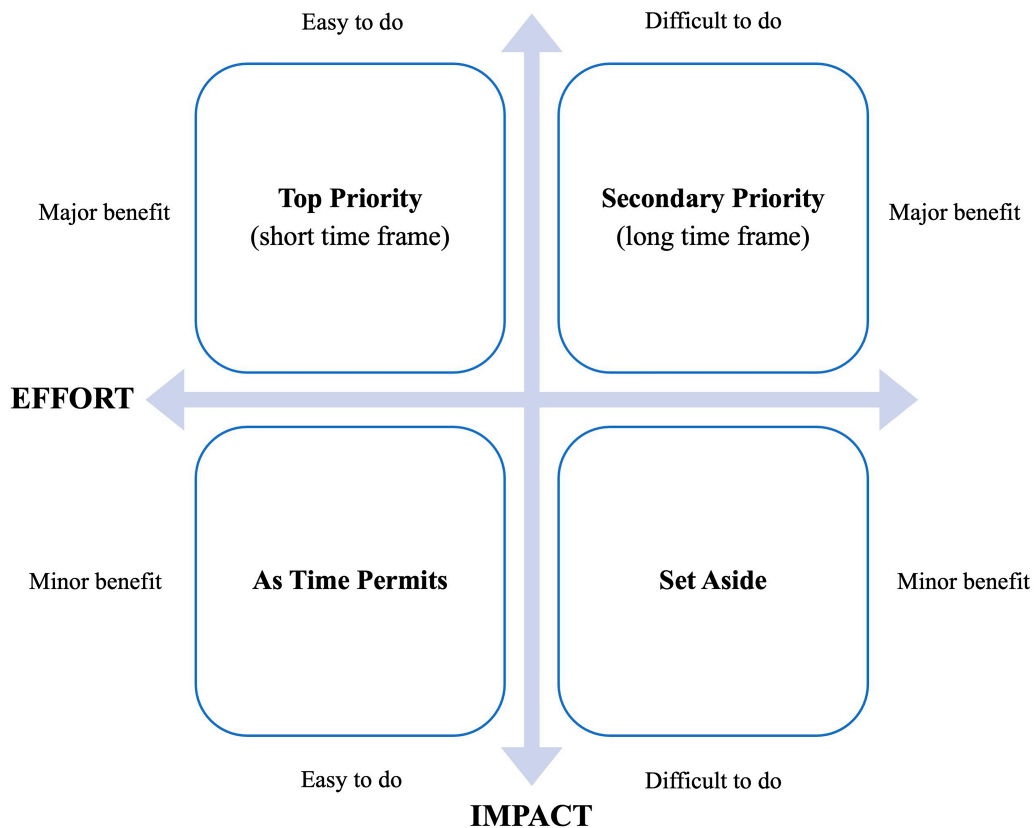 Easy to do
Difficult to do
Top Priority
(short time frame)
Secondary Priority
(long time frame)
Major benefit
Major benefit
EFFORT
Minor benefit
As Time Permits
Set Aside
Minor benefit
Easy to do
Difficult to do
IMPACT